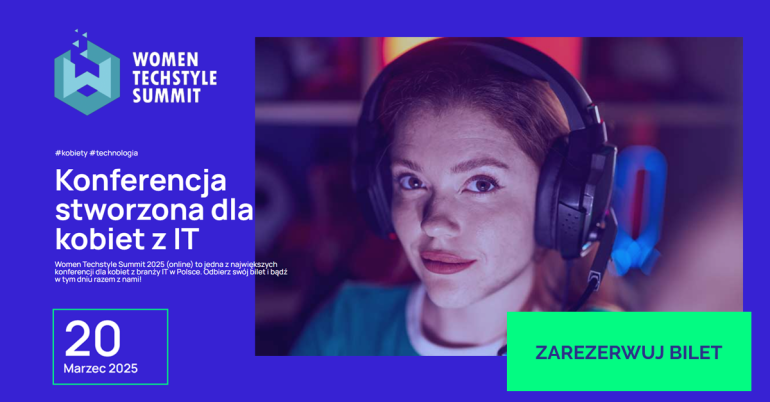 WOMEN
TECHSTYLE
SUMMIT
#kobiety #technologia
Konferencja
stworzona dla
kobiet z IT
Women Techstyle Summit 2025 (online) to jedna z największych
konferencji dla kobiet z branży IT w Polsce. Odbierz swój bilet i bądź
w tym dniu razem z nami!
20
Marzec 2025
ZAREZERWUJ BILET